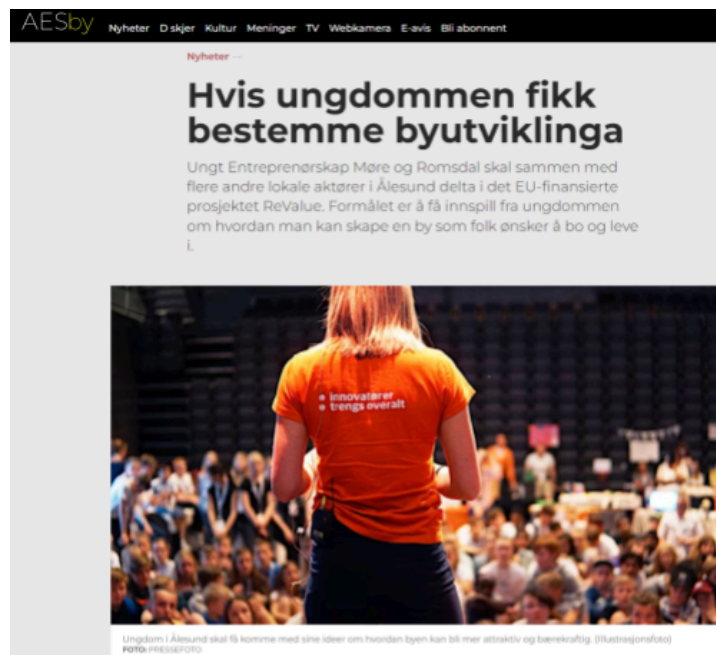 AESby
Nyheter D skjer Kultur Meninger TV Webkamera E-avis Bli abonnent
Nyheter —
Hvis ungdommen fikk
bestemme byutviklinga
Ungt Entreprenørskap Møre og Romsdal skal sammen med
flere andre lokale aktører i Ålesund delta i det EU-finansierte
prosjektet ReValue. Formålet er å få innspill fra ungdommen
om hvordan man kan skape en by som folk ønsker å bo og leve
i.
• innovatører
• trengs overalt
Ungdom i Ålesund skal få komme med sine ideer om hvordan byen kan bli mer attraktiv og bærekraftig. (Illustrasjonsfoto)
FOTO: PRESSEFOTO